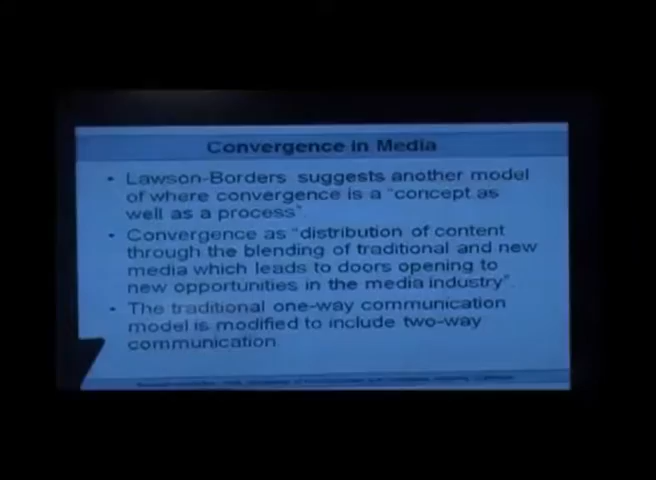 Convergence in Media
• Lawson-Borders suggests another model
of where convergence is a "concept as
well as a process".
• Convergence as "distribution of content
through the blending of traditional and new
media which leads to doors opening to
new opportunities in the media industry".
• The traditional one-way communication
model is modified to include two-way
communication